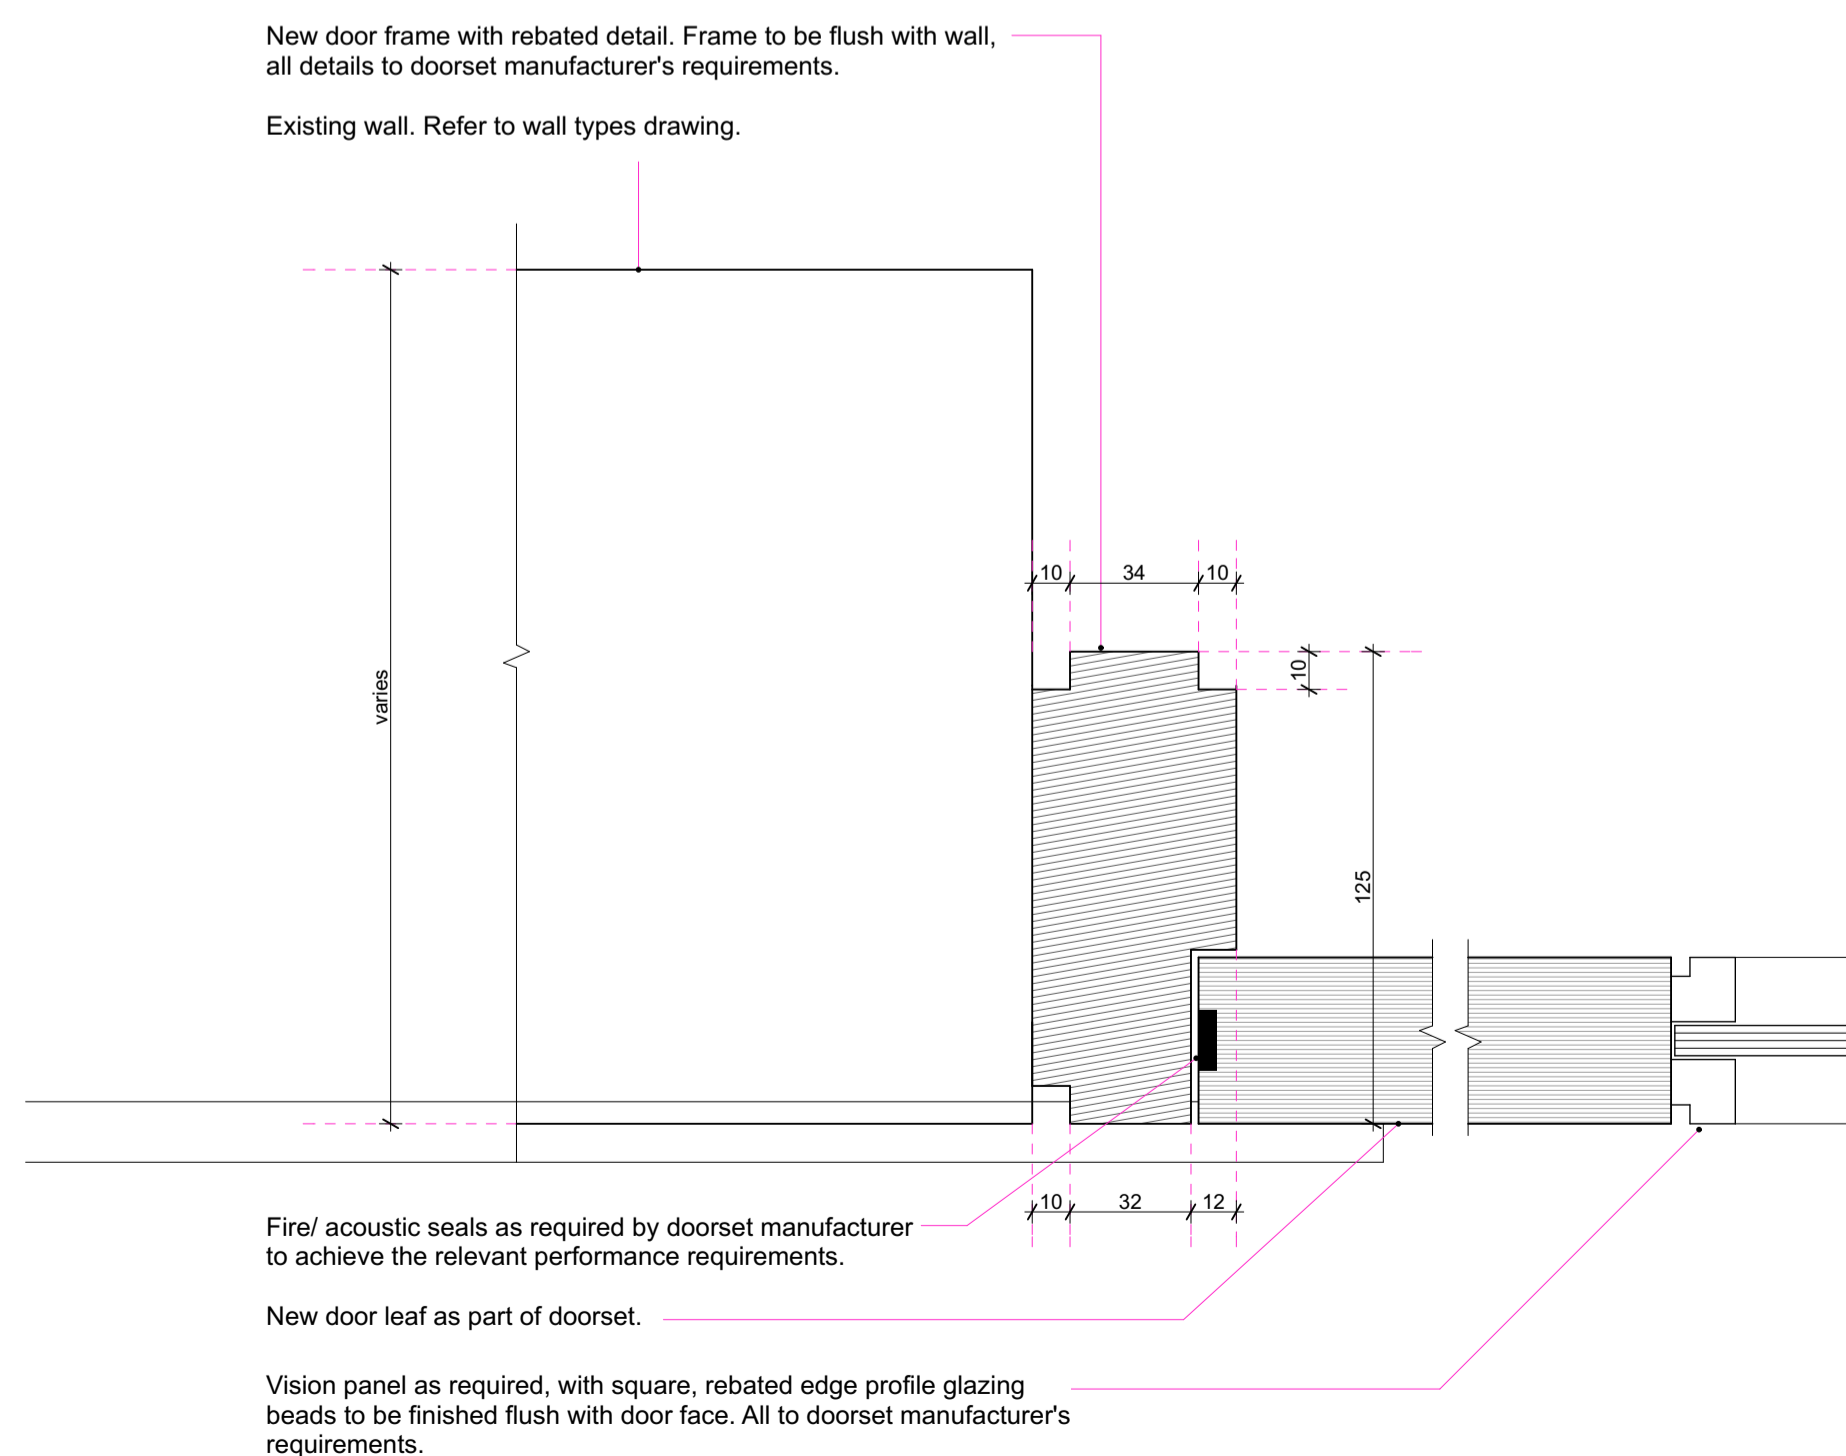 New door frame with rebated detail. Frame to be flush with wall,
all details to doorset manufacturer's requirements.
Existing wall. Refer to wall types drawing.
10 34 10
10
varies
125
10 32 12
Fire/ acoustic seals as required by doorset manufacturer
to achieve the relevant performance requirements.
New door leaf as part of doorset.
Vision panel as required, with square, rebated edge profile glazing
beads to be finished flush with door face. All to doorset manufacturer's
requirements.